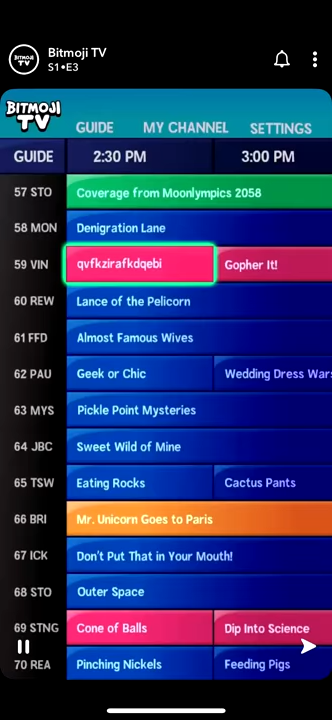 Bitmoji TV
S1•E3
BITMOJI TV
GUIDE MY CHANNEL SETTINGS
GUIDE 2:30 PM 3:00 PM
57 STO Coverage from Moonlympics 2058
58 MON Denigration Lane
59 VIN qvfkzirafkdqebi Gopher It!
60 REW Lance of the Pelicorn
61 FFD Almost Famous Wives
62 PAU Geek or Chic Wedding Dress Wars
63 MYS Pickle Point Mysteries
64 JBC Sweet Wild of Mine
65 TSW Eating Rocks Cactus Pants
66 BRI Mr. Unicorn Goes to Paris
67 ICK Don't Put That in Your Mouth!
68 STO Outer Space
69 STNG Cone of Balls Dip Into Science
70 REA Pinching Nickels Feeding Pigs